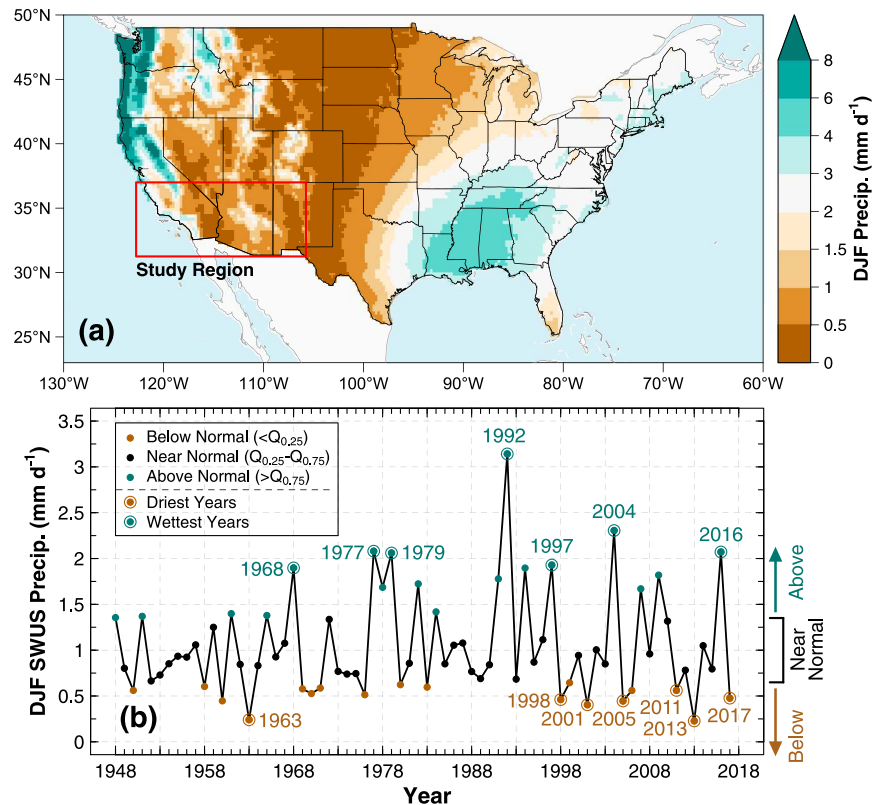 50°N
45°N
40°N
35°N
30°N
25°N
Study Region
(a)
130°W
120°W
110°W
100°W
90°W
80°W
70°W
60°W
8
6
4
3
2
1
0.5
0
DJF Precip. (mm d⁻¹)
3.5
3
2.5
2
1.5
1
0.5
0
DJF SWUS Precip. (mm d⁻¹)
Below Normal (<Q0.25)
Near Normal (Q0.25–Q0.75)
Above Normal (>Q0.75)
Driest Years
Wettest Years
1992
2004
1977
1979
1997
2016
1968
1963
1998
2001
2005
2011
2013
2017
(b)
Above
Near
Normal
Below
1948
1958
1968
1978
1988
1998
2008
2018
Year